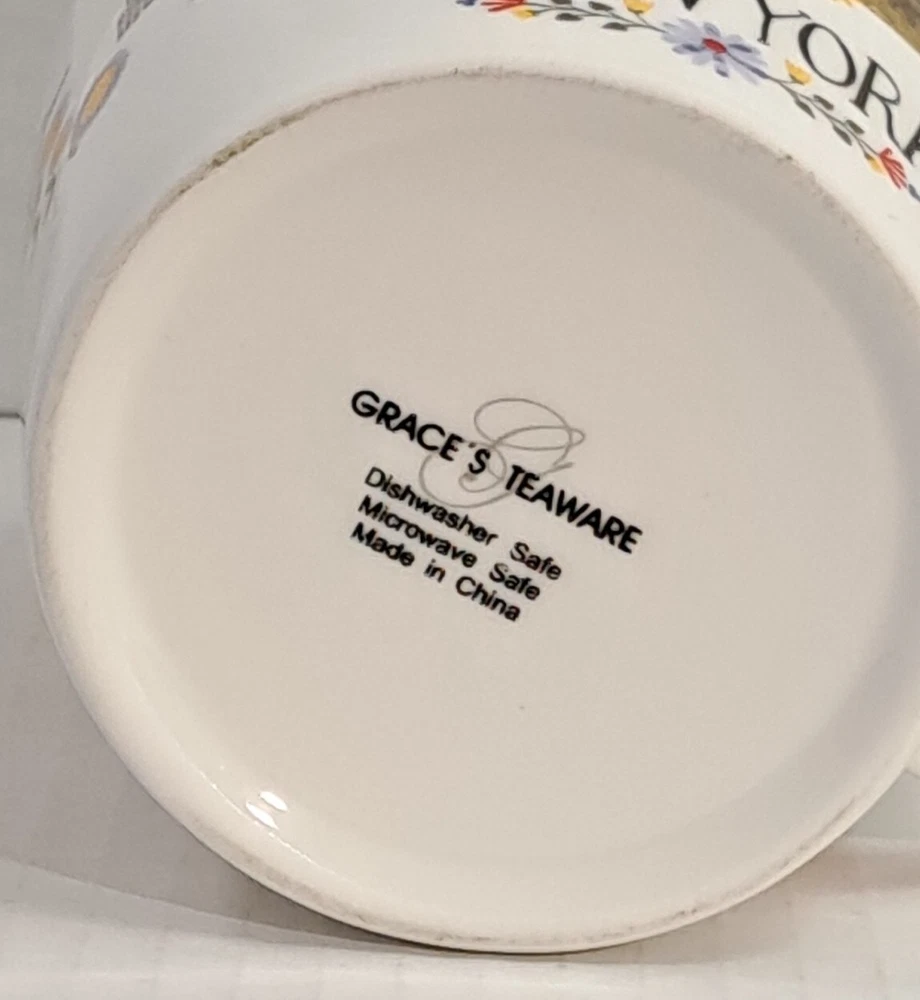 YORK
GRACE'S TEAWARE
Dishwasher Safe
Microwave Safe
Made in China